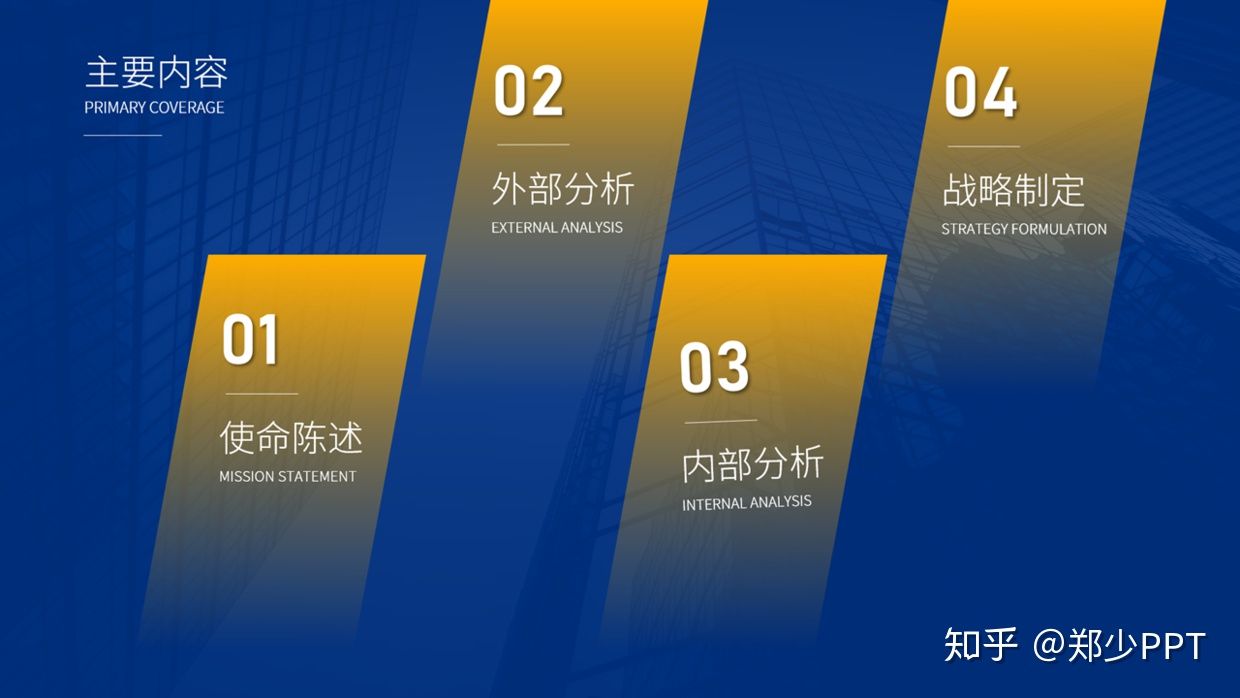 主要内容
PRIMARY COVERAGE
01
使命陈述
MISSION STATEMENT
02
外部分析
EXTERNAL ANALYSIS
03
内部分析
INTERNAL ANALYSIS
04
战略制定
STRATEGY FORMULATION
知乎 @郑少PPT